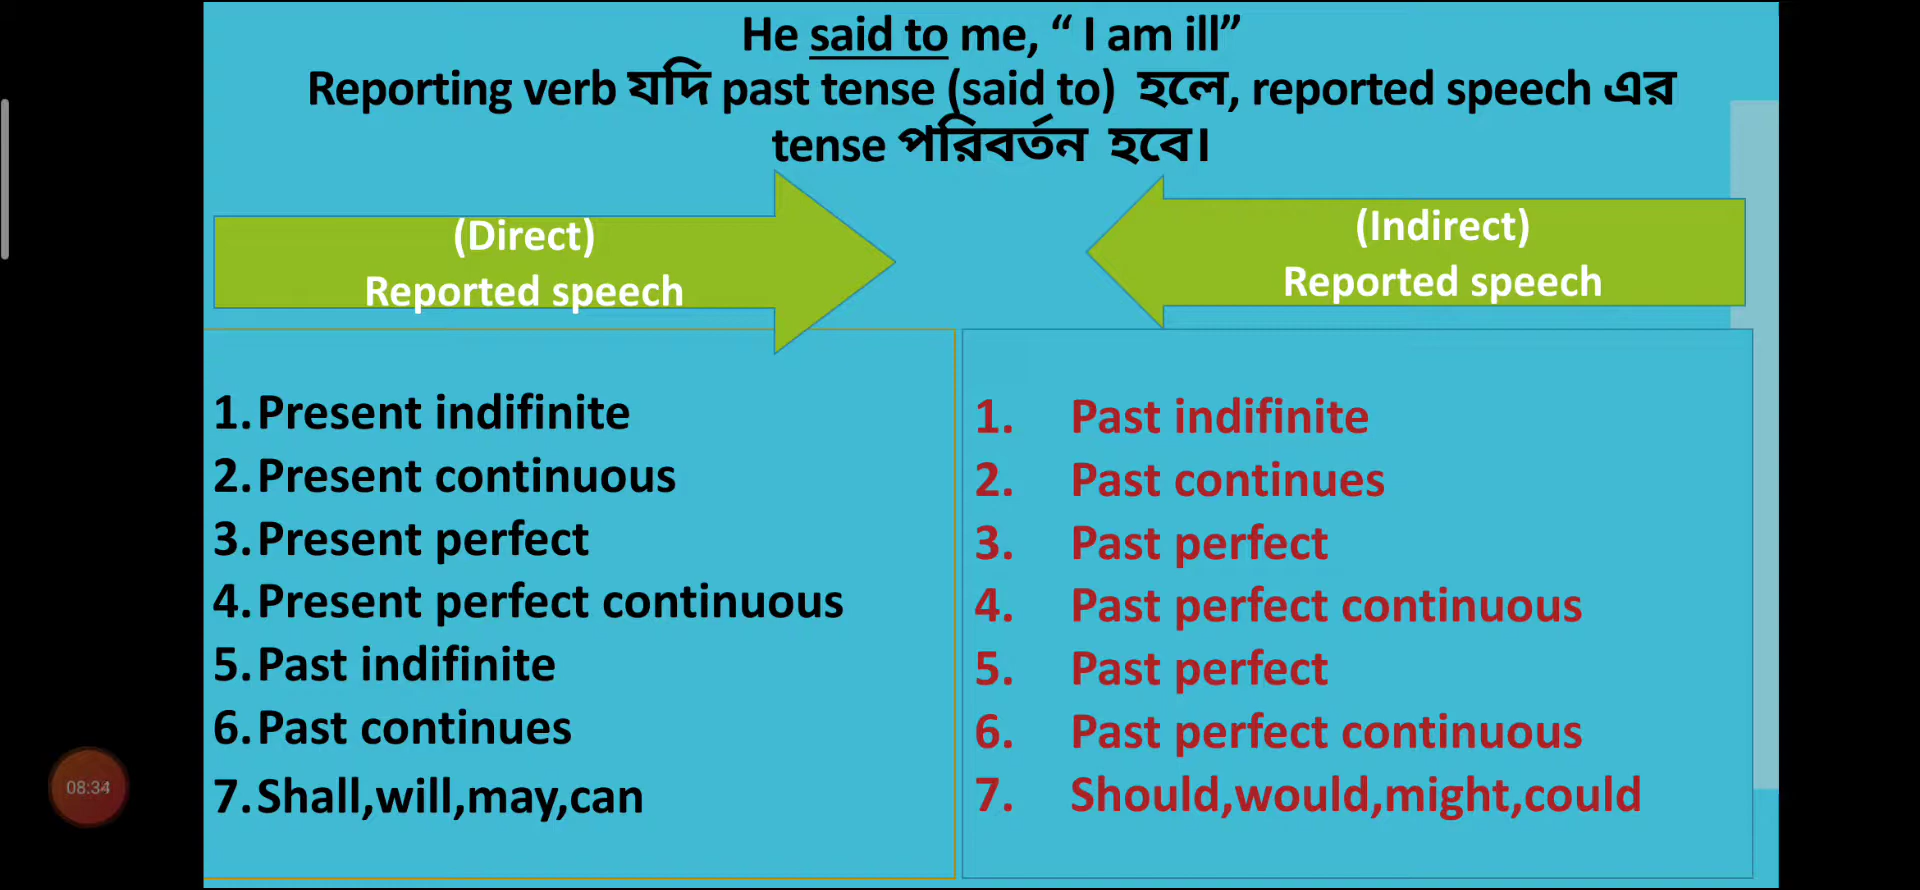 He said to me, “ I am ill”
Reporting verb যদি past tense (said to) হলে, reported speech এর
tense পরিবর্তন হবে।
(Direct)
Reported speech
(Indirect)
Reported speech
1. Present indifinite
2. Present continuous
3. Present perfect
4. Present perfect continuous
5. Past indifinite
6. Past continues
7. Shall,will,may,can
1. Past indifinite
2. Past continues
3. Past perfect
4. Past perfect continuous
5. Past perfect
6. Past perfect continuous
7. Should,would,might,could
08:34